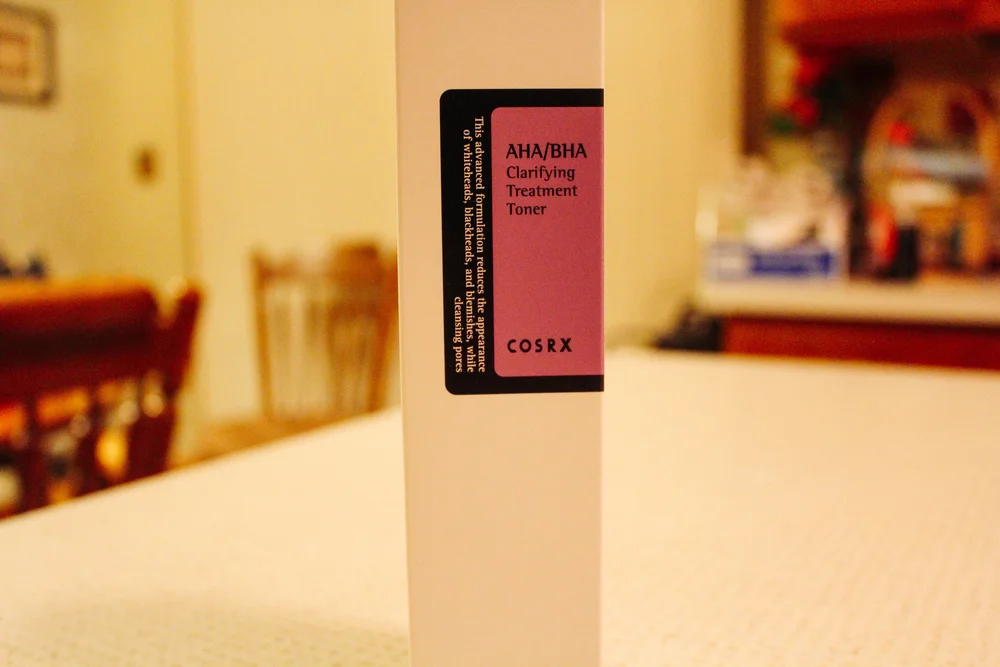 AHA/BHA
Clarifying
Treatment
Toner
COSRX
This advanced formulation reduces the appearance
of whiteheads, blackheads, and blemishes, while
cleansing pores